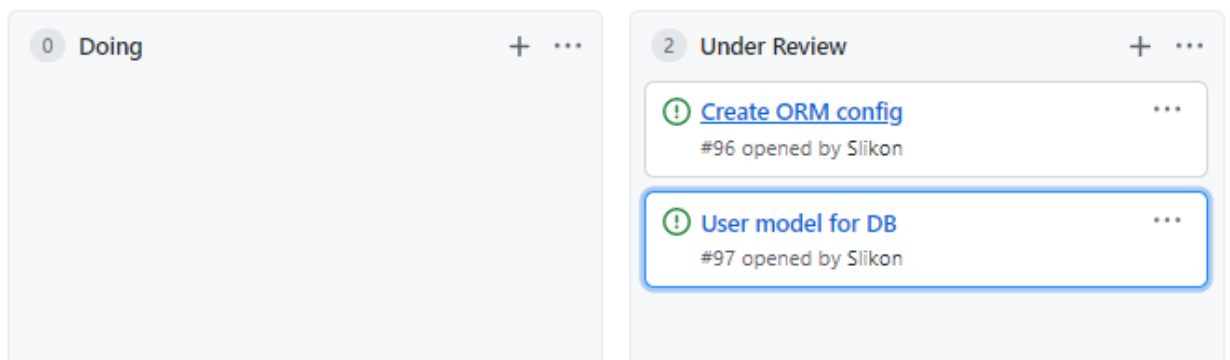 0 Doing
2 Under Review
Create ORM config
#96 opened by Slikon
User model for DB
#97 opened by Slikon